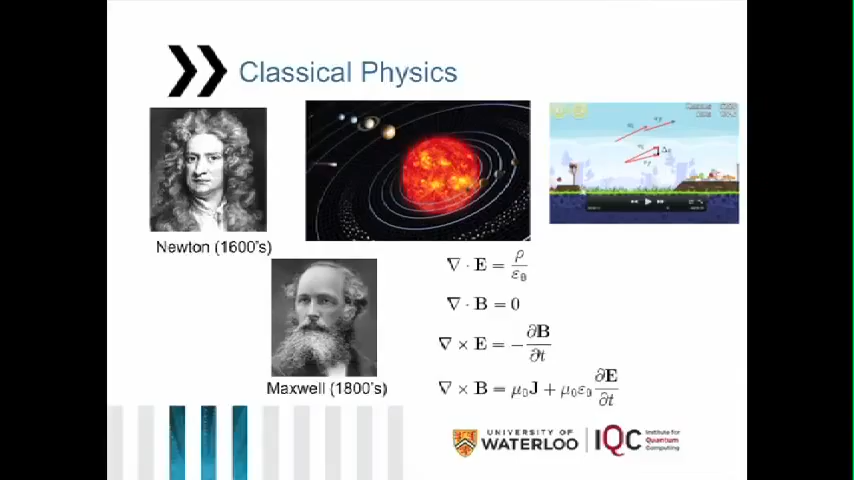 Classical Physics
Newton (1600's)
∇ · E = ρ/ε₀
∇ · B = 0
Maxwell (1800's)
∇ × E = −∂B/∂t
∇ × B = μ₀J + μ₀ε₀ ∂E/∂t
UNIVERSITY OF
WATERLOO
IQC
Institute for
Quantum
Computing